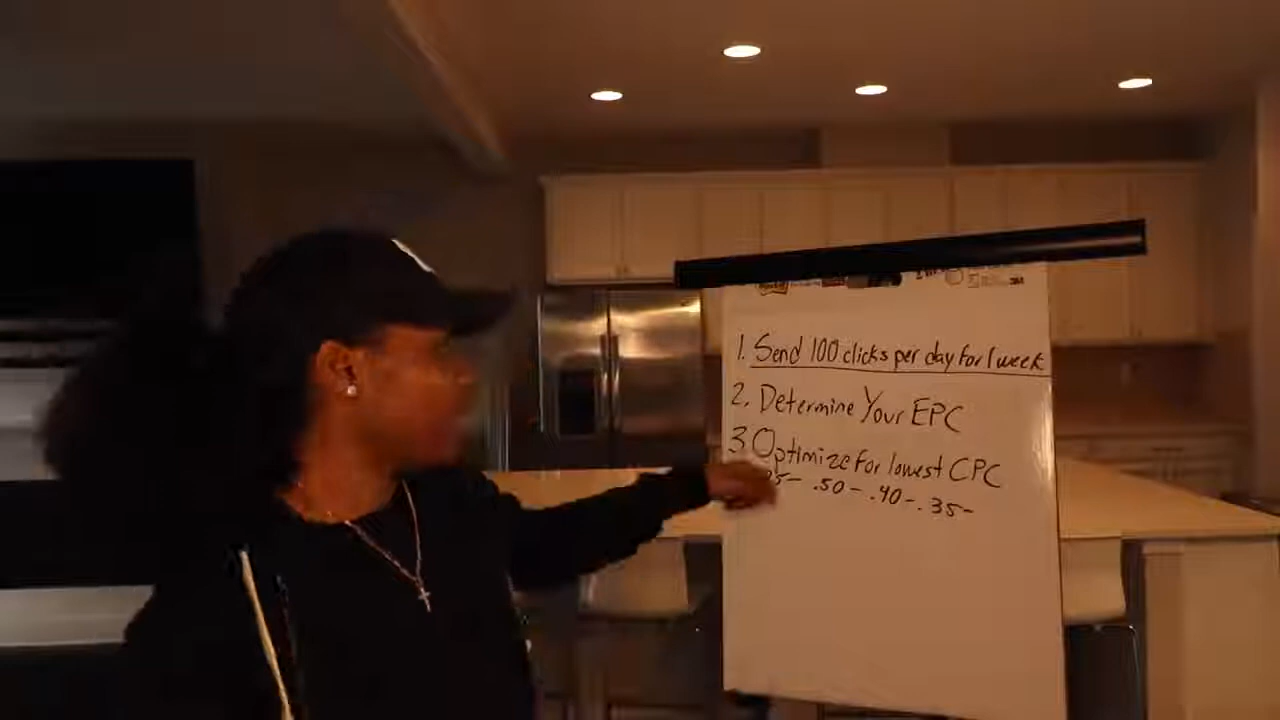 1. Send 100 clicks per day for 1 week
2. Determine Your EPC
3 Optimize for lowest CPC
5- .50-.40-.35-